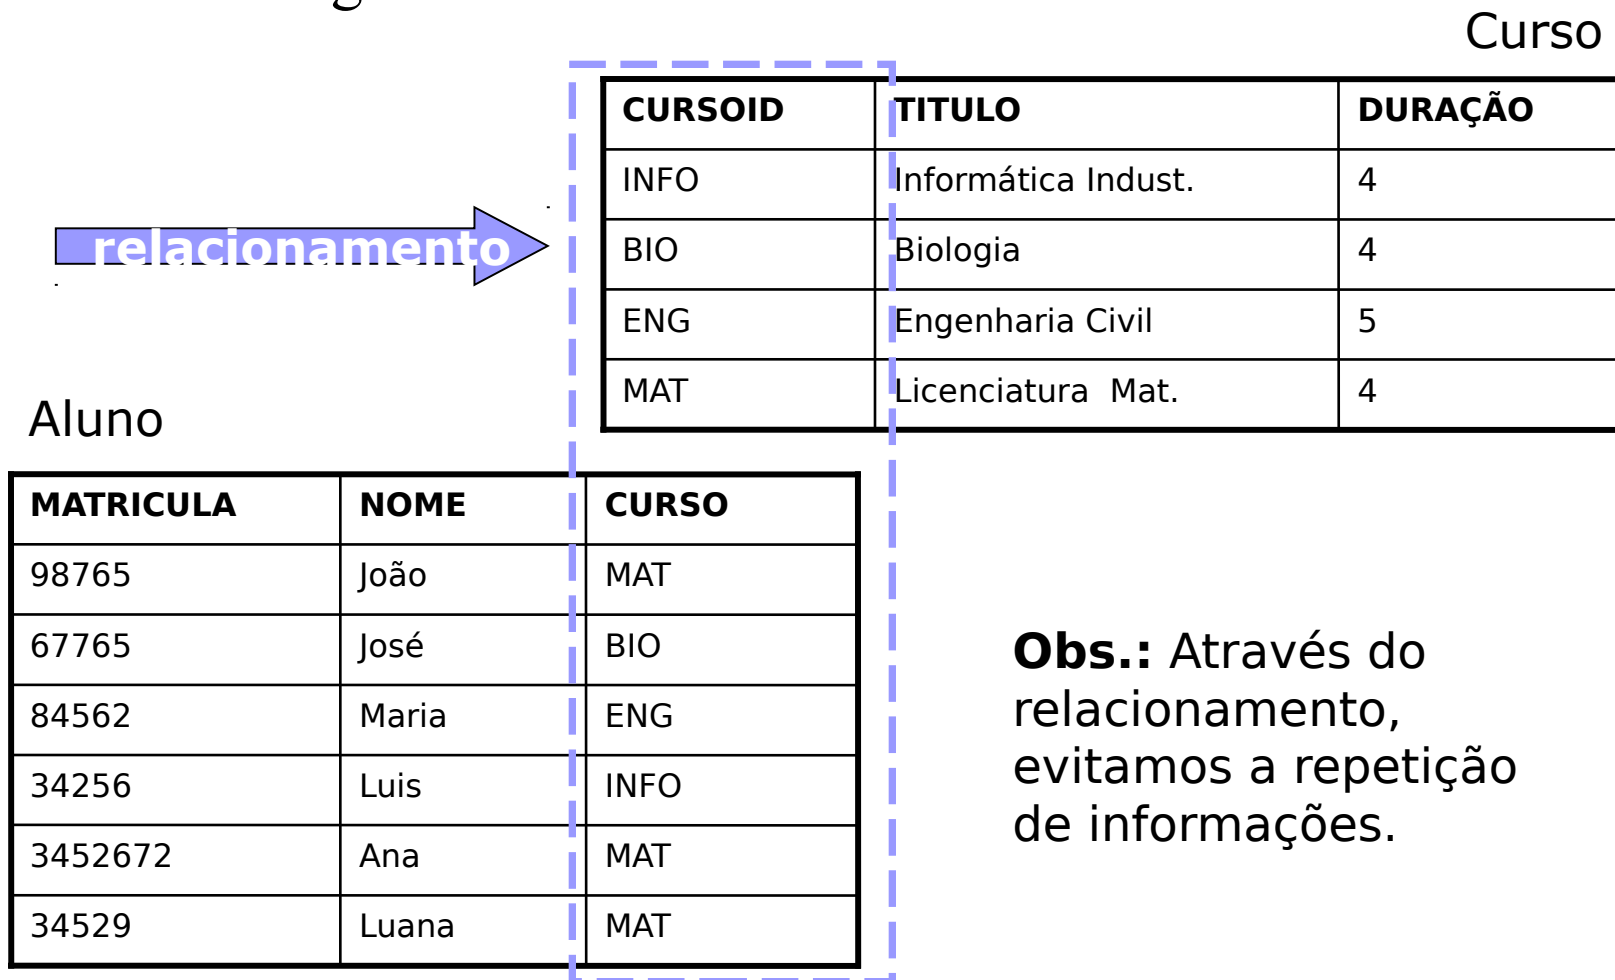 Curso
CURSOID TITULO DURAÇÃO
INFO Informática Indust. 4
BIO Biologia 4
ENG Engenharia Civil 5
MAT Licenciatura Mat. 4
relacionamento
Aluno
MATRICULA NOME CURSO
98765 João MAT
67765 José BIO
84562 Maria ENG
34256 Luis INFO
3452672 Ana MAT
34529 Luana MAT
Obs.: Através do
relacionamento,
evitamos a repetição
de informações.